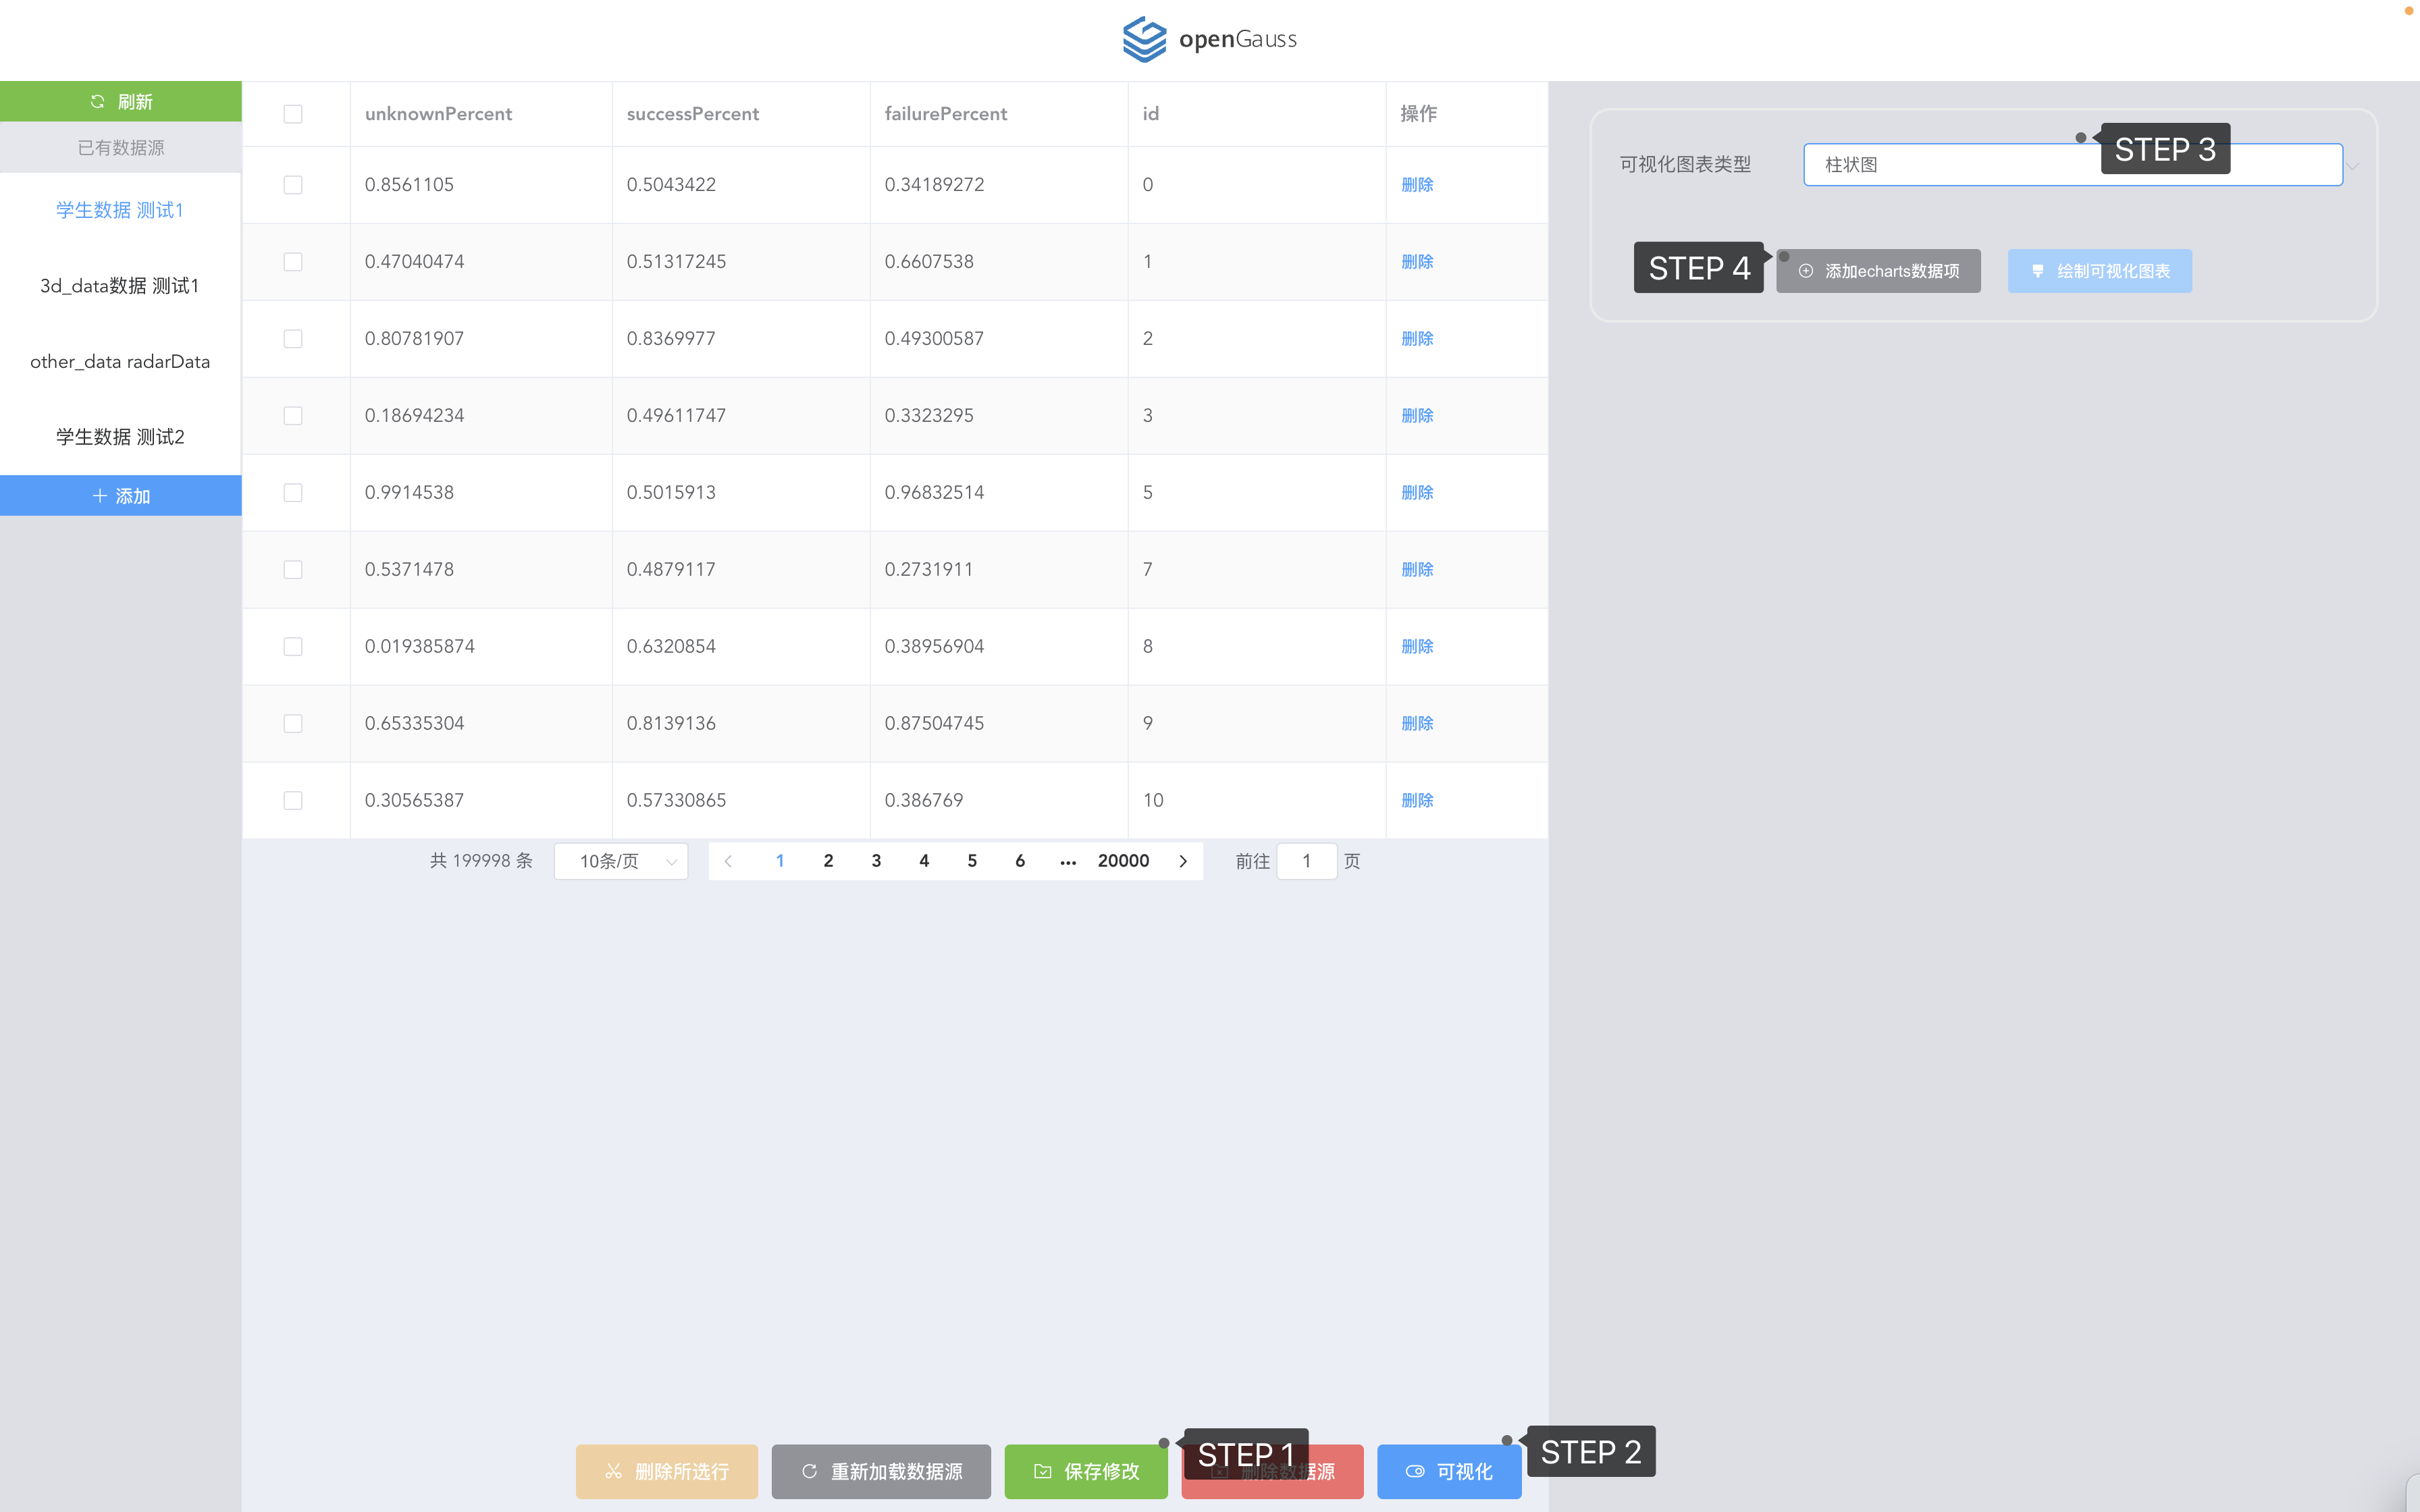 openGauss
刷新
已有数据源
学生数据 测试1
3d_data数据 测试1
other_data radarData
学生数据 测试2
添加
unknownPercent successPercent failurePercent id 操作
0.8561105 0.5043422 0.34189272 0 删除
0.47040474 0.51317245 0.6607538 1 删除
0.80781907 0.8369977 0.49300587 2 删除
0.18694234 0.49611747 0.3323295 3 删除
0.9914538 0.5015913 0.96832514 5 删除
0.5371478 0.4879117 0.2731911 7 删除
0.019385874 0.6320854 0.38956904 8 删除
0.65335304 0.8139136 0.87504745 9 删除
0.30565387 0.57330865 0.386769 10 删除
共 199998 条 10条/页 1 2 3 4 5 6 ... 20000 前往 1 页
删除所选行 重新加载数据源 保存修改 STEP 1 删除数据源 可视化 STEP 2
可视化图表类型 柱状图 STEP 3
STEP 4 添加echarts数据项 绘制可视化图表